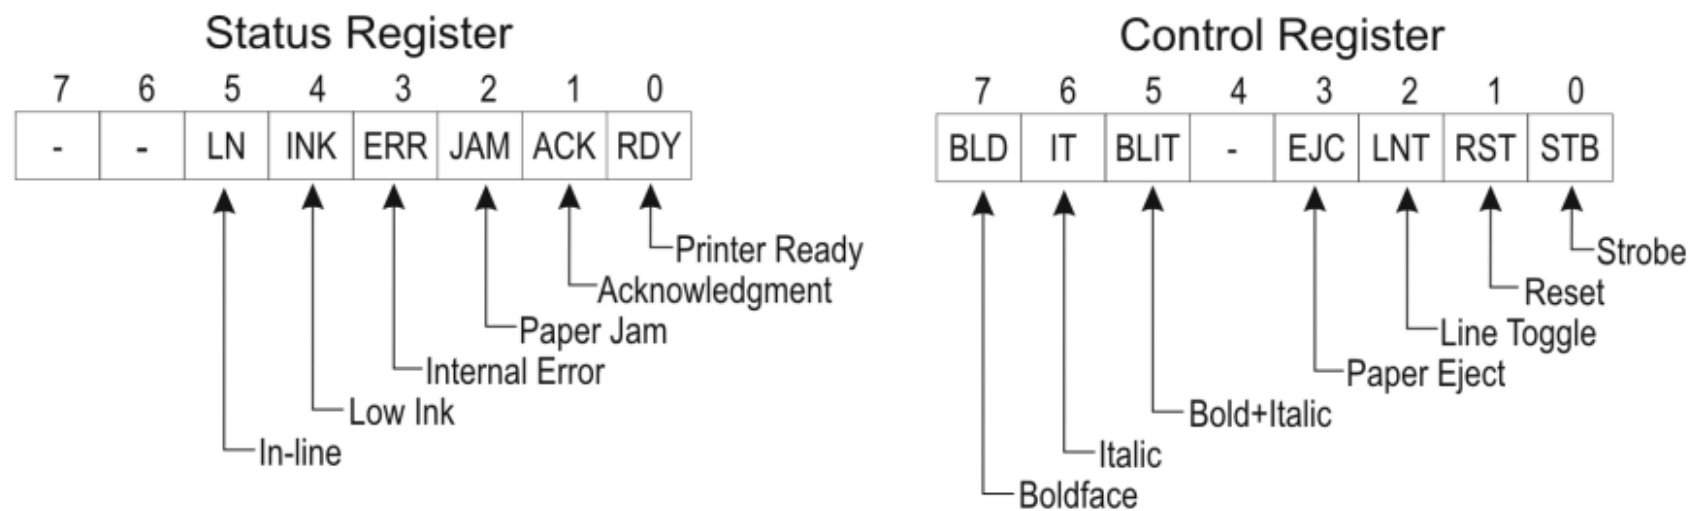 Status Register
7 6 5 4 3 2 1 0
- - LN INK ERR JAM ACK RDY
Printer Ready
Acknowledgment
Paper Jam
Internal Error
Low Ink
In-line
Control Register
7 6 5 4 3 2 1 0
BLD IT BLIT - EJC LNT RST STB
Strobe
Reset
Line Toggle
Paper Eject
Bold+Italic
Italic
Boldface